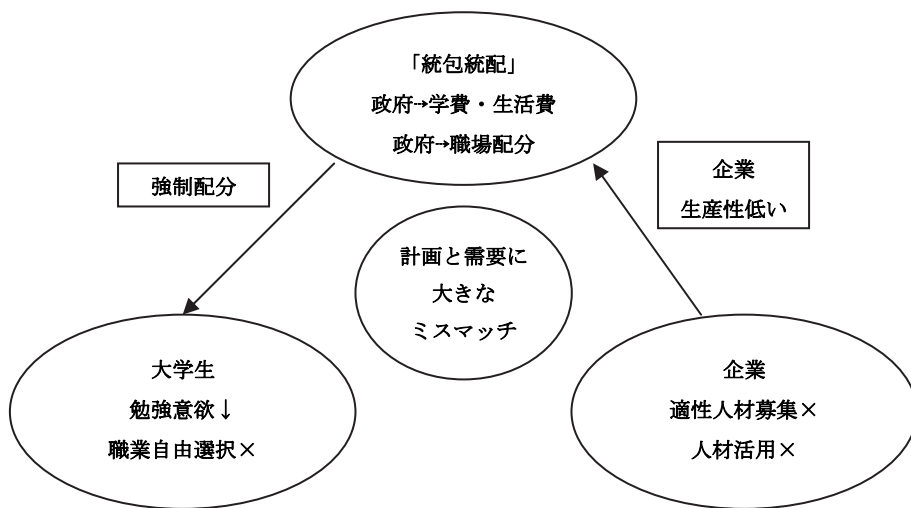 「統包統配」
政府→学費・生活費
政府→職場配分
強制配分
企業
生産性低い
計画と需要に
大きな
ミスマッチ
大学生
勉強意欲↓
職業自由選択×
企業
適性人材募集×
人材活用×